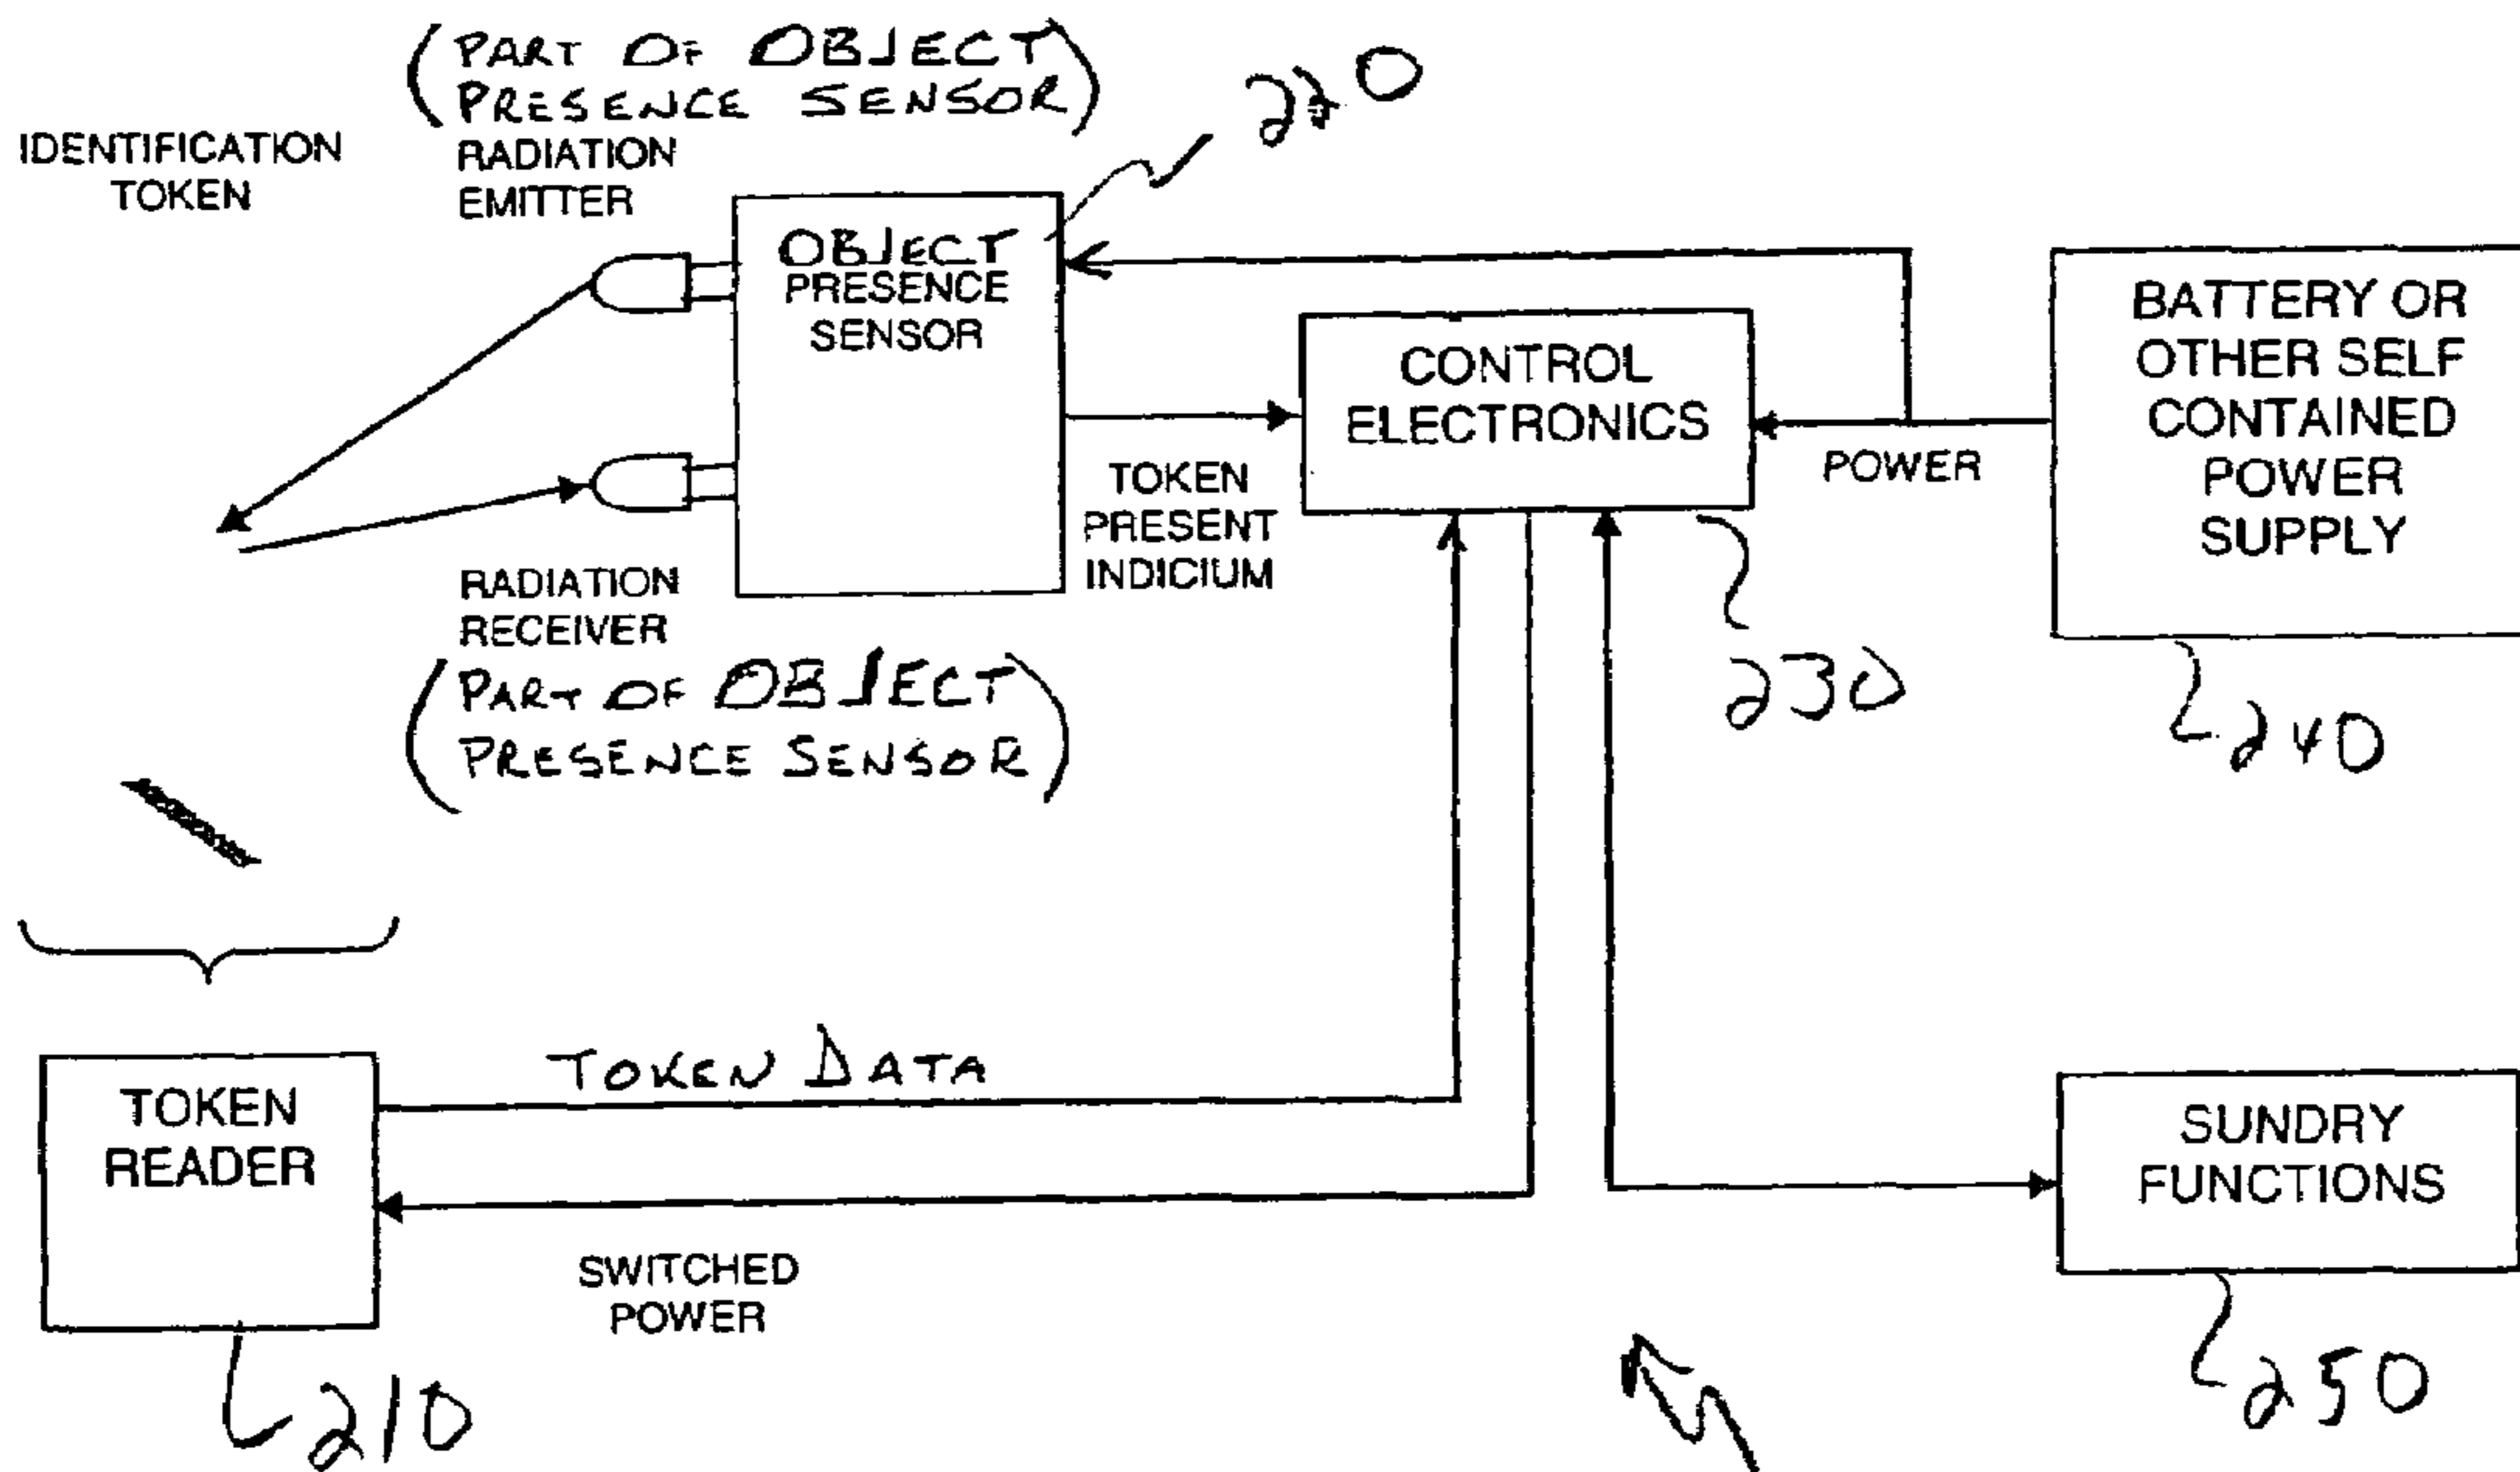 (PART OF OBJECT
PRESENCE SENSOR)
220
IDENTIFICATION
TOKEN
RADIATION
EMITTER
OBJECT
PRESENCE
SENSOR
BATTERY OR
OTHER SELF
CONTAINED
POWER
SUPPLY
CONTROL
ELECTRONICS
POWER
TOKEN
PRESENT
INDICIUM
RADIATION
RECEIVER
(PART OF OBJECT
PRESENCE SENSOR)
230
240
TOKEN DATA
TOKEN
READER
SUNDRY
FUNCTIONS
SWITCHED
POWER
210
250